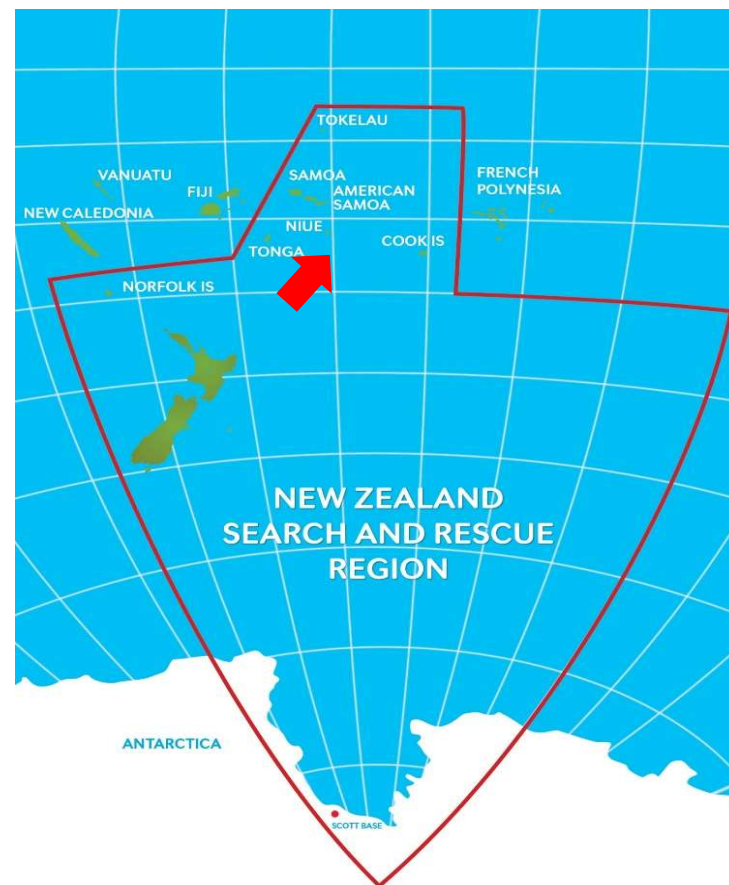 TOKELAU
VANUATU
FIJI
SAMOA
AMERICAN
SAMOA
FRENCH
POLYNESIA
NEW CALEDONIA
NIUE
TONGA
COOK IS
NORFOLK IS
NEW ZEALAND
SEARCH AND RESCUE
REGION
ANTARCTICA
SCOTT BASE